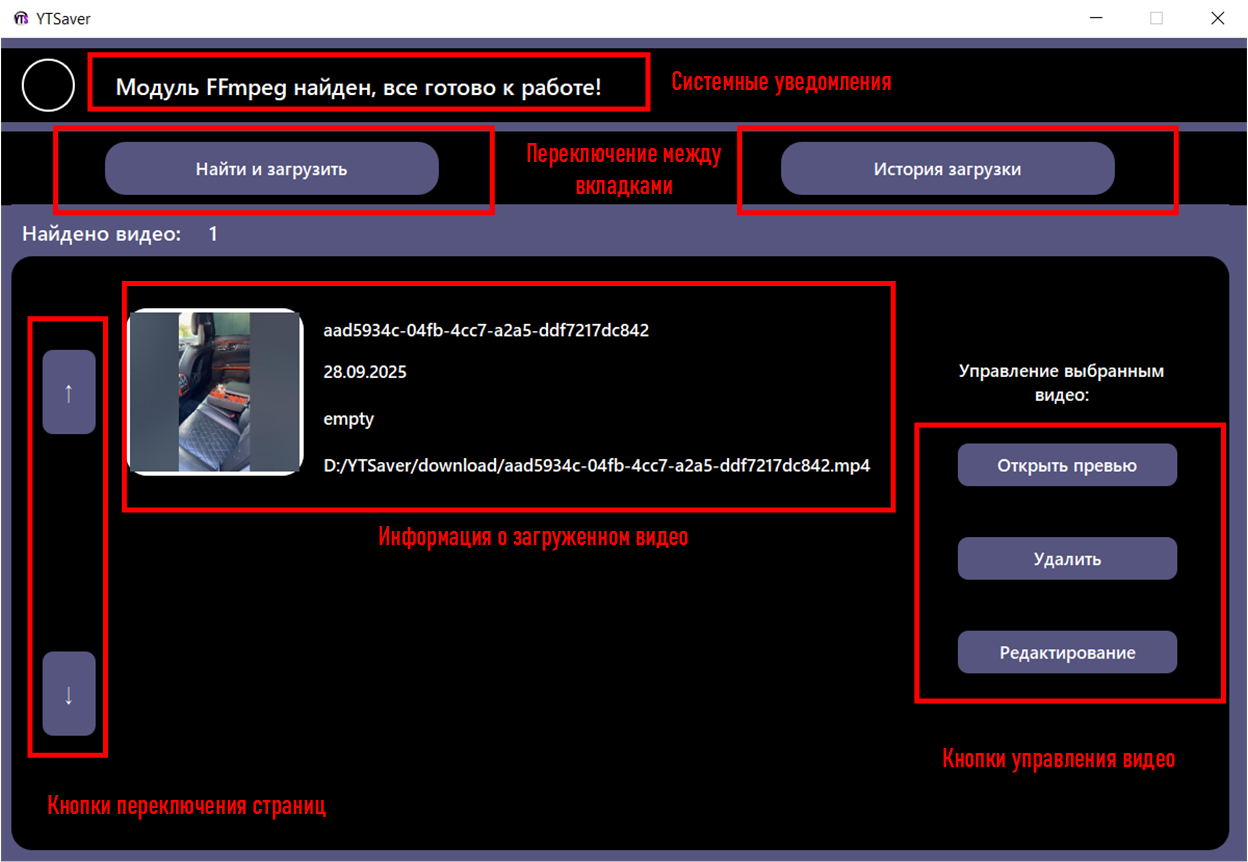 YTSaver
Модуль FFmpeg найден, все готово к работе!
Системные уведомления
Найти и загрузить
Переключение между
вкладками
История загрузки
Найдено видео: 1
aad5934c-04fb-4cc7-a2a5-ddf7217dc842
28.09.2025
empty
D:/YTSaver/download/aad5934c-04fb-4cc7-a2a5-ddf7217dc842.mp4
Информация о загруженном видео
↑
↓
Кнопки переключения страниц
Управление выбранным
видео:
Открыть превью
Удалить
Редактирование
Кнопки управления видео